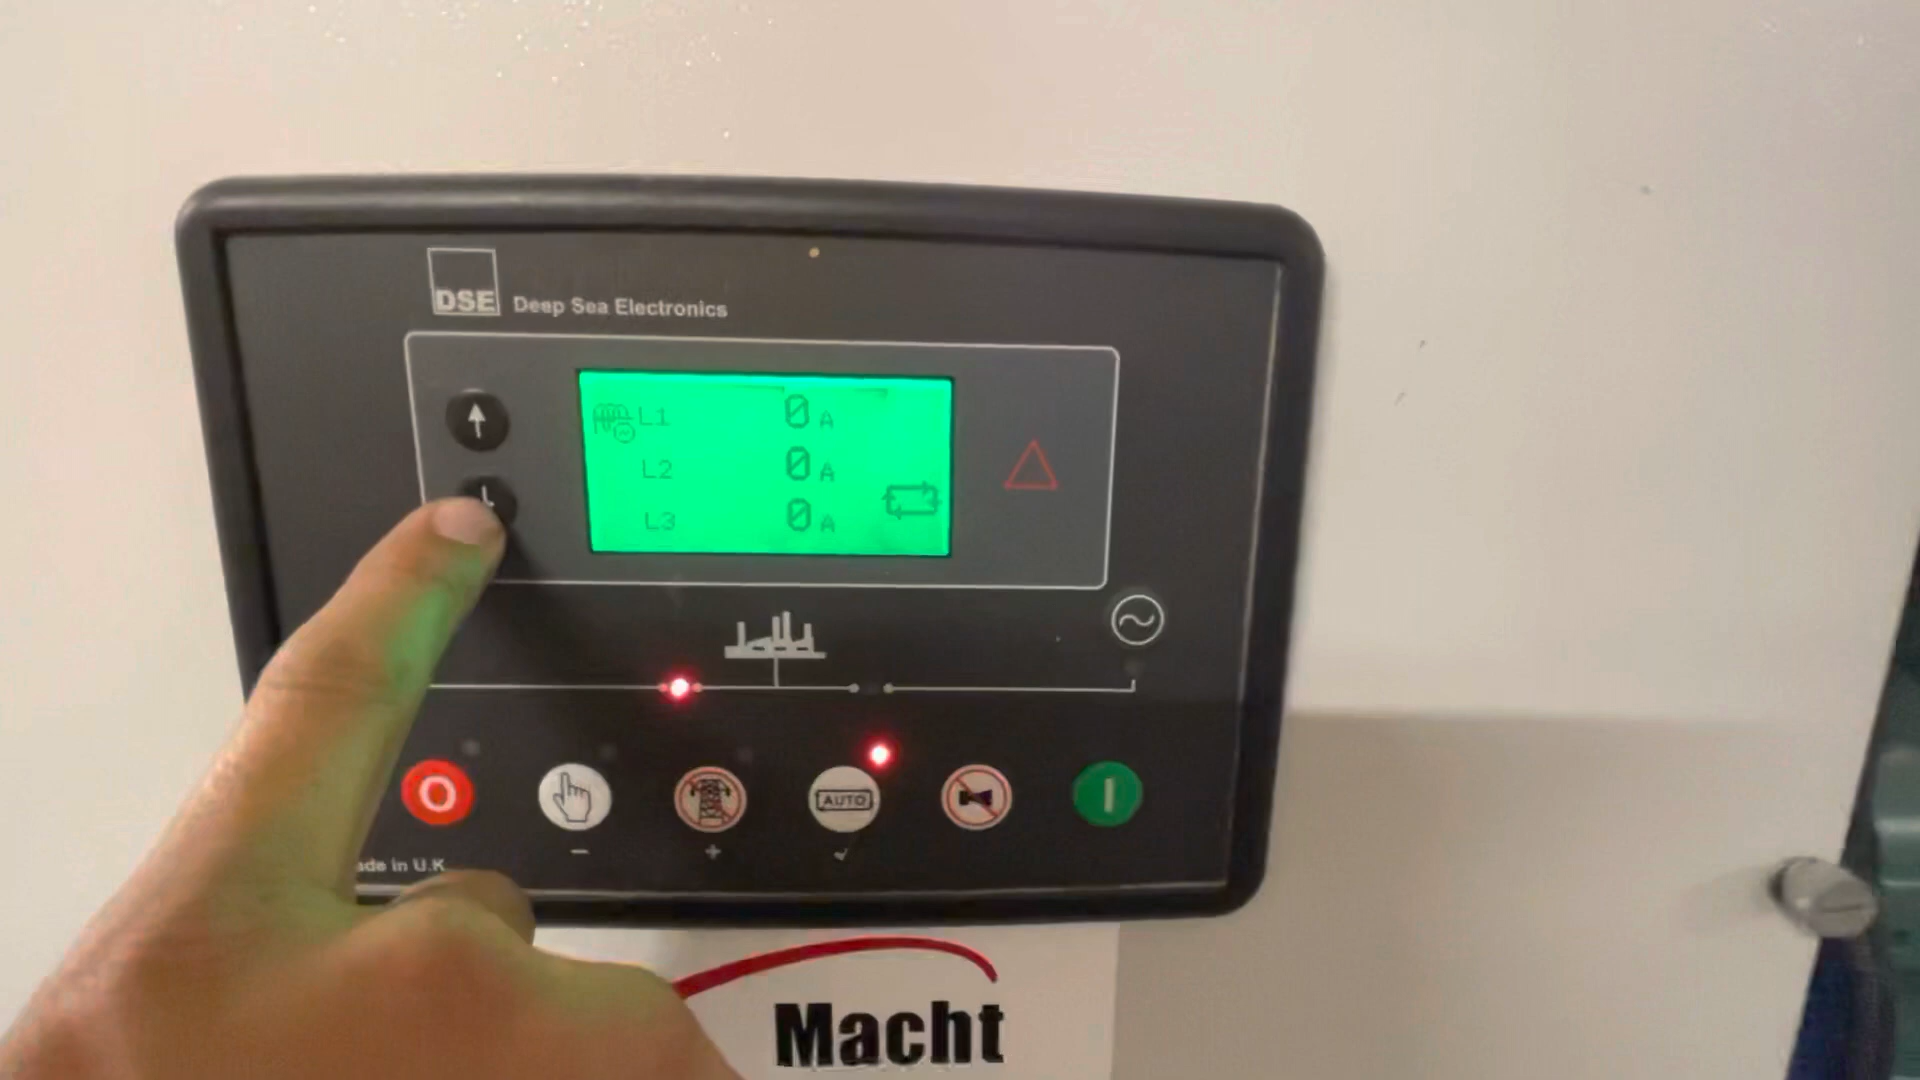 DSE Deep Sea Electronics
L1 0 A
L2 0 A
L3 0 A
O
AUTO
I
− + ✓
ade in U.K
Macht